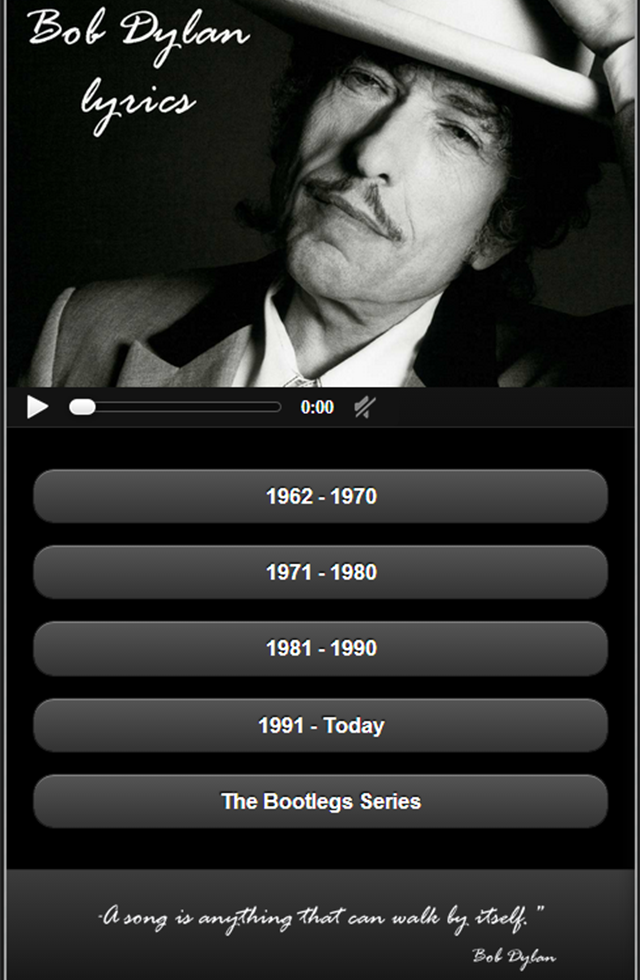 Bob Dylan
lyrics
0:00
1962 - 1970
1971 - 1980
1981 - 1990
1991 - Today
The Bootlegs Series
"A song is anything that can walk by itself."
Bob Dylan